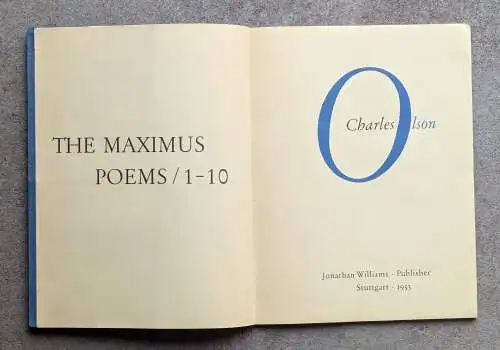 THE MAXIMUS
POEMS / 1–10
Charles Olson
Jonathan Williams · Publisher
Stuttgart · 1953